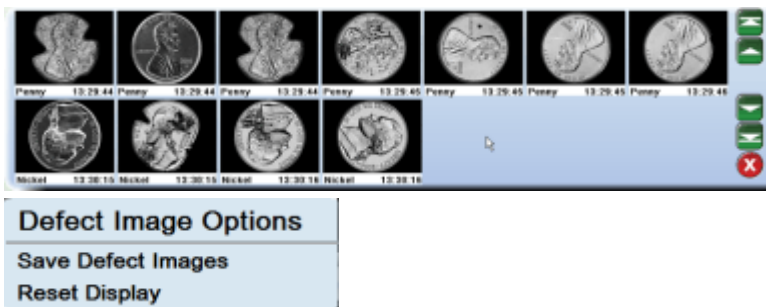 Penny 13:29:44 Penny 13:29:44 Penny 13:29:44 Penny 13:29:45 Penny 13:29:45 Penny 13:29:45 Penny 13:29:46
Nickel 13:30:15 Nickel 13:30:15 Nickel 13:30:16 Nickel 13:30:16
Defect Image Options
Save Defect Images
Reset Display